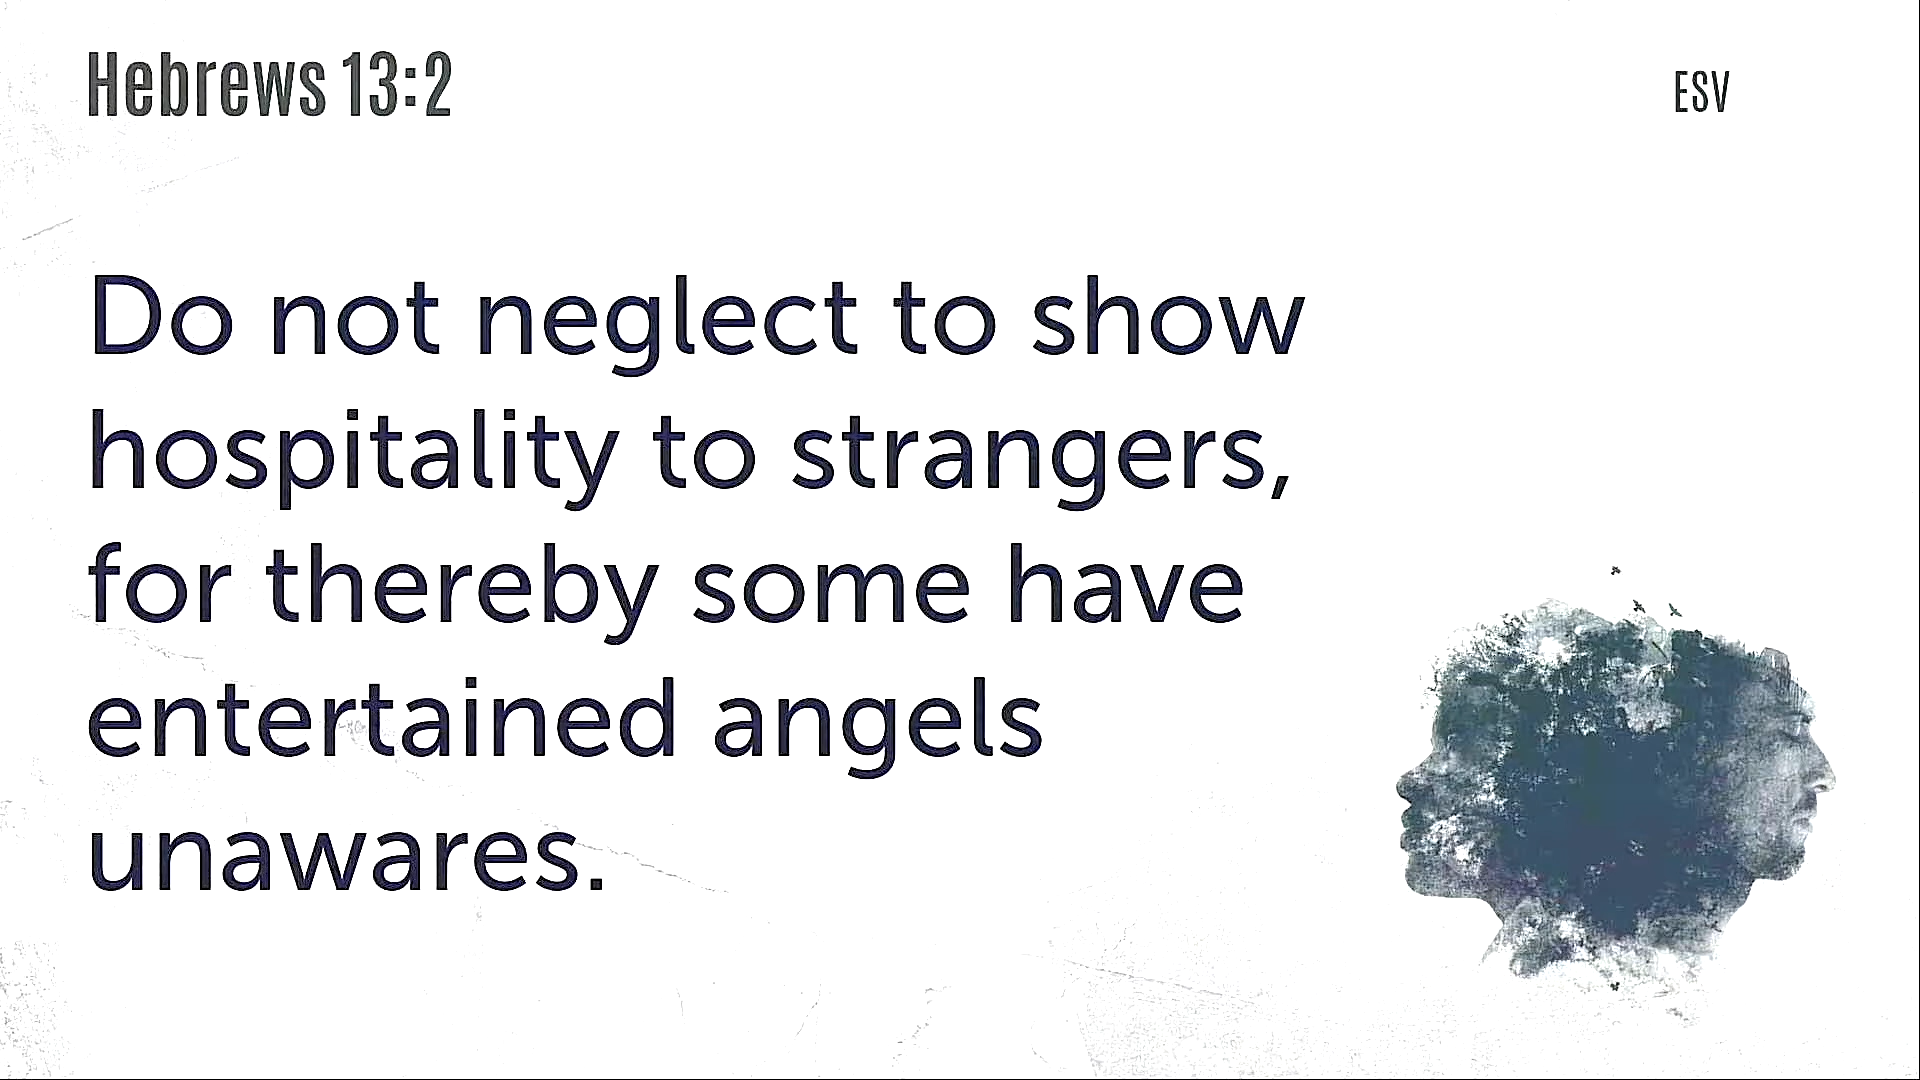 Hebrews 13:2
ESV
Do not neglect to show
hospitality to strangers,
for thereby some have
entertained angels
unawares.